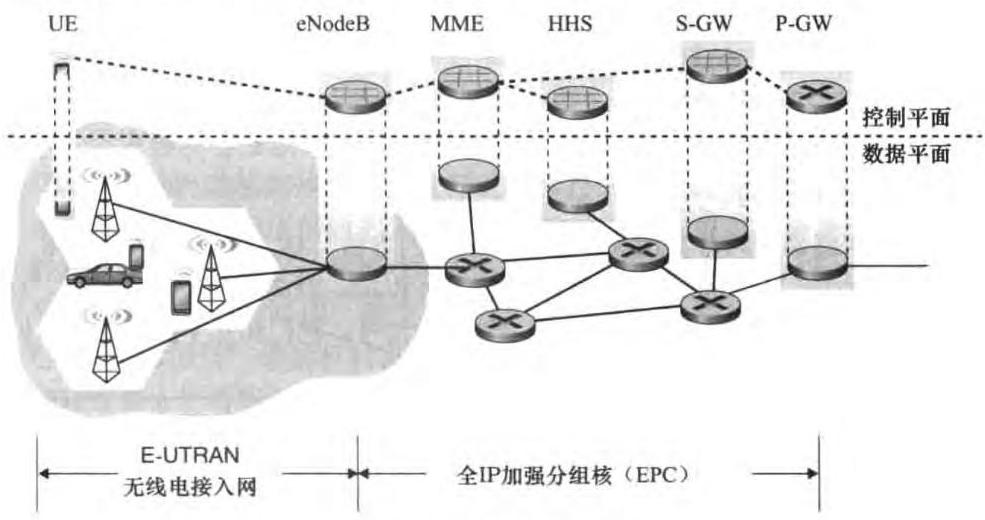 UE eNodeB MME HHS S-GW P-GW
控制平面
数据平面
E-UTRAN
无线电接入网
全IP加强分组核（EPC）